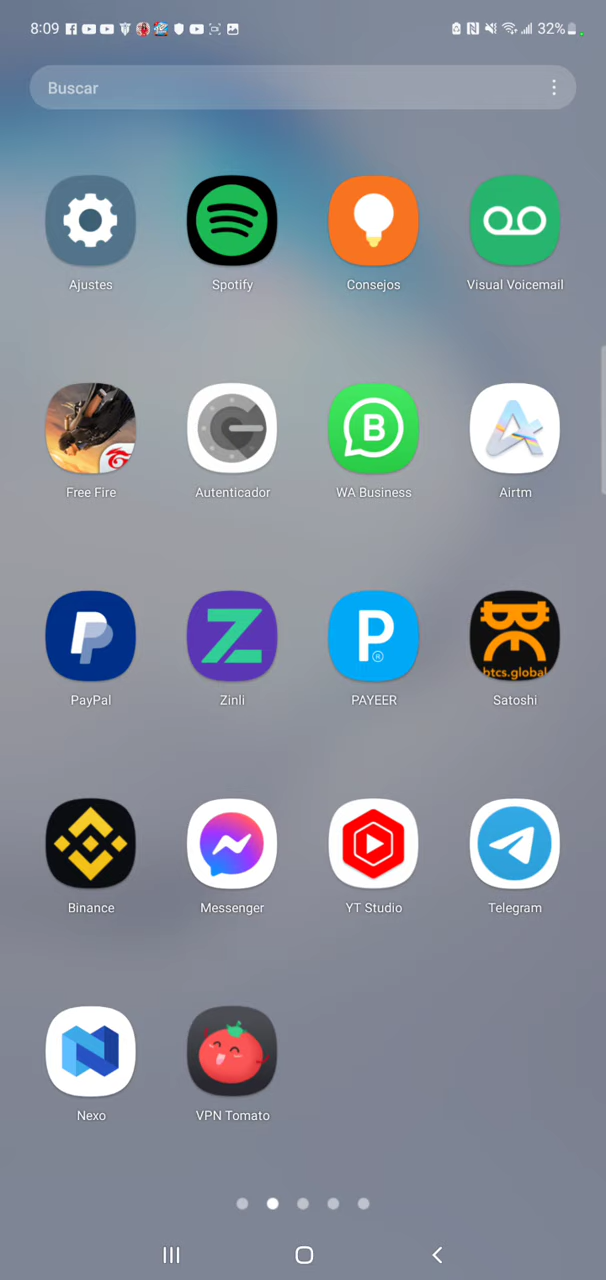 8:09 32%
Buscar
Ajustes Spotify Consejos Visual Voicemail
Free Fire Autenticador WA Business Airtm
btcs.global
PayPal Zinli PAYEER Satoshi
Binance Messenger YT Studio Telegram
Nexo VPN Tomato